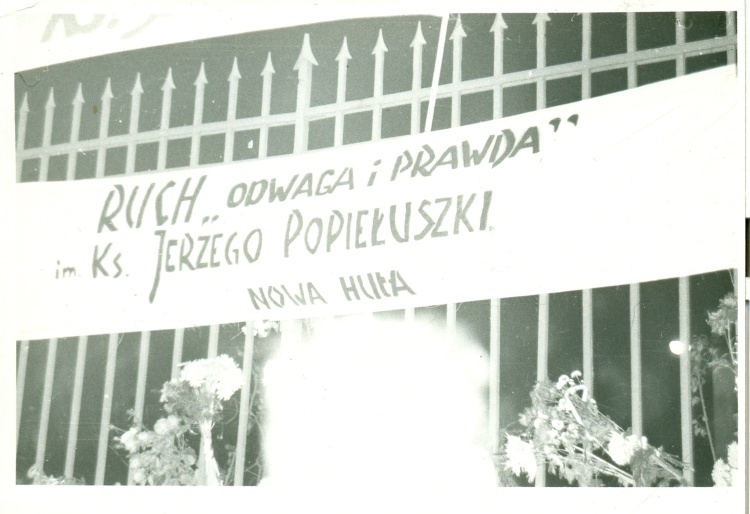 RUCH „ODWAGA i PRAWDA”
im. Ks. JERZEGO POPIEŁUSZKI
NOWA HUTA